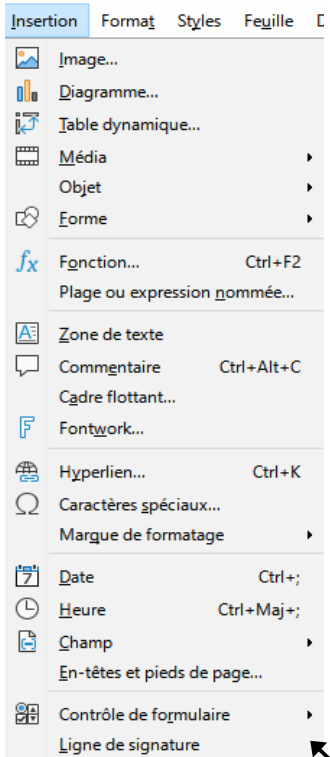 Insertion Format Styles Feuille
Image...
Diagramme...
Table dynamique...
Média
Objet
Forme
Fonction... Ctrl+F2
Plage ou expression nommée...
Zone de texte
Commentaire Ctrl+Alt+C
Cadre flottant...
Fontwork...
Hyperlien... Ctrl+K
Caractères spéciaux...
Marque de formatage
Date Ctrl+;
Heure Ctrl+Maj+;
Champ
En-têtes et pieds de page...
Contrôle de formulaire
Ligne de signature